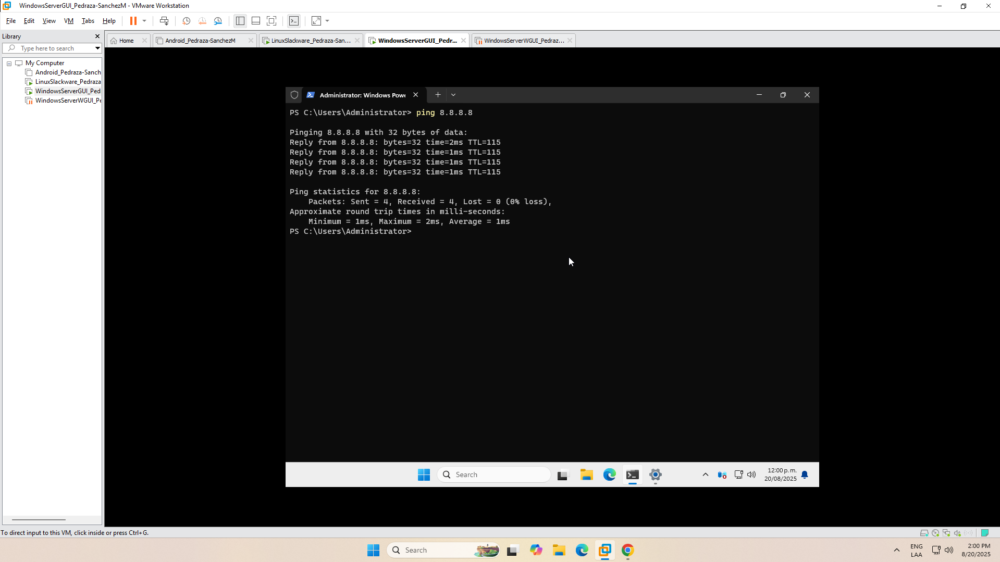 WindowsServerGUI_Pedraza-SanchezM - VMware Workstation
File Edit View VM Tabs Help
Library
Type here to search
My Computer
Android_Pedraza-Sanch
LinuxSlackware_Pedraza
WindowsServerGUI_Ped
WindowsServerWGUI_Pe
Home
Android_Pedraza-SanchezM
LinuxSlackware_Pedraza-San...
WindowsServerGUI_Pedr...
WindowsServerWGUI_Pedraz...
Administrator: Windows Powe
PS C:\Users\Administrator> ping 8.8.8.8
Pinging 8.8.8.8 with 32 bytes of data:
Reply from 8.8.8.8: bytes=32 time=2ms TTL=115
Reply from 8.8.8.8: bytes=32 time=1ms TTL=115
Reply from 8.8.8.8: bytes=32 time=1ms TTL=115
Reply from 8.8.8.8: bytes=32 time=1ms TTL=115
Ping statistics for 8.8.8.8:
Packets: Sent = 4, Received = 4, Lost = 0 (0% loss),
Approximate round trip times in milli-seconds:
Minimum = 1ms, Maximum = 2ms, Average = 1ms
PS C:\Users\Administrator>
Search
12:00 p. m.
20/08/2025
To direct input to this VM, click inside or press Ctrl+G.
Search
ENG
LAA
2:00 PM
8/20/2025